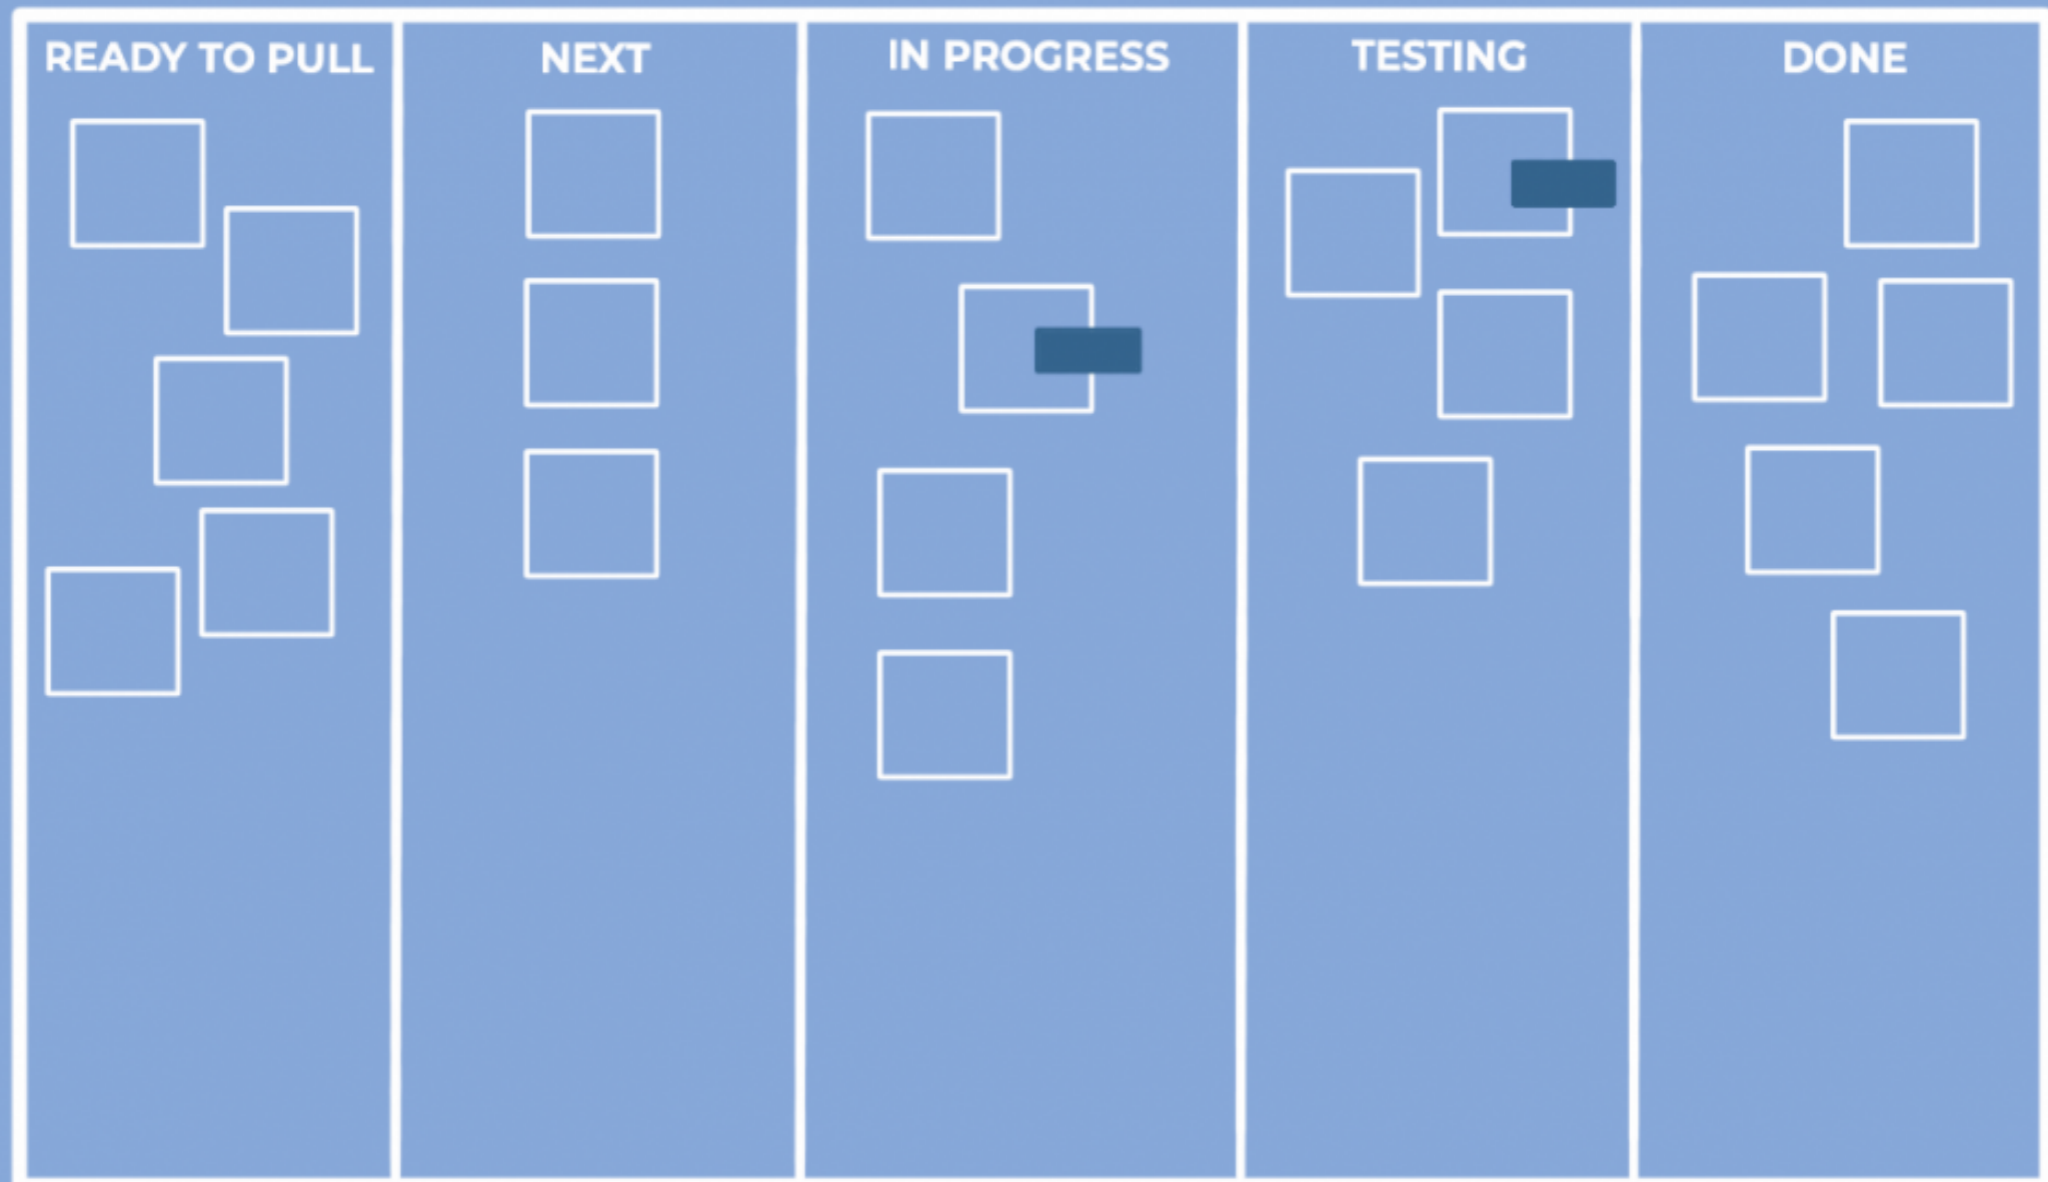 READY TO PULL
NEXT
IN PROGRESS
TESTING
DONE